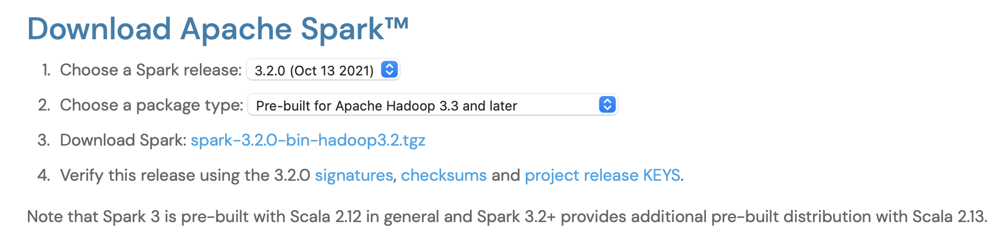 Download Apache Spark™
1. Choose a Spark release: 3.2.0 (Oct 13 2021)
2. Choose a package type: Pre-built for Apache Hadoop 3.3 and later
3. Download Spark: spark-3.2.0-bin-hadoop3.2.tgz
4. Verify this release using the 3.2.0 signatures, checksums and project release KEYS.
Note that Spark 3 is pre-built with Scala 2.12 in general and Spark 3.2+ provides additional pre-built distribution with Scala 2.13.